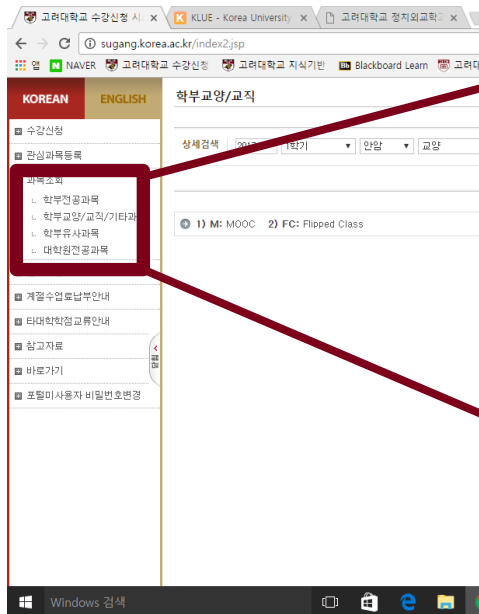 고려대학교 수강신청 시
KLUE - Korea University
고려대학교 정치외교학
sugang.korea.ac.kr/index2.jsp
앱 NAVER 고려대학교 수강신청 고려대학교 지식기반 Blackboard Learn 고려대
KOREAN ENGLISH
학부교양/교직
수강신청
상세검색 1학기 안암 교양
관심과목등록
과목조회
학부전공과목
학부교양/교직/기타과
학부유사과목
대학원전공과목
1) M: MOOC 2) FC: Flipped Class
계절수업료납부안내
타대학학점교류안내
참고자료
바로가기
닫힘
포털미사용자 비밀번호변경
Windows 검색